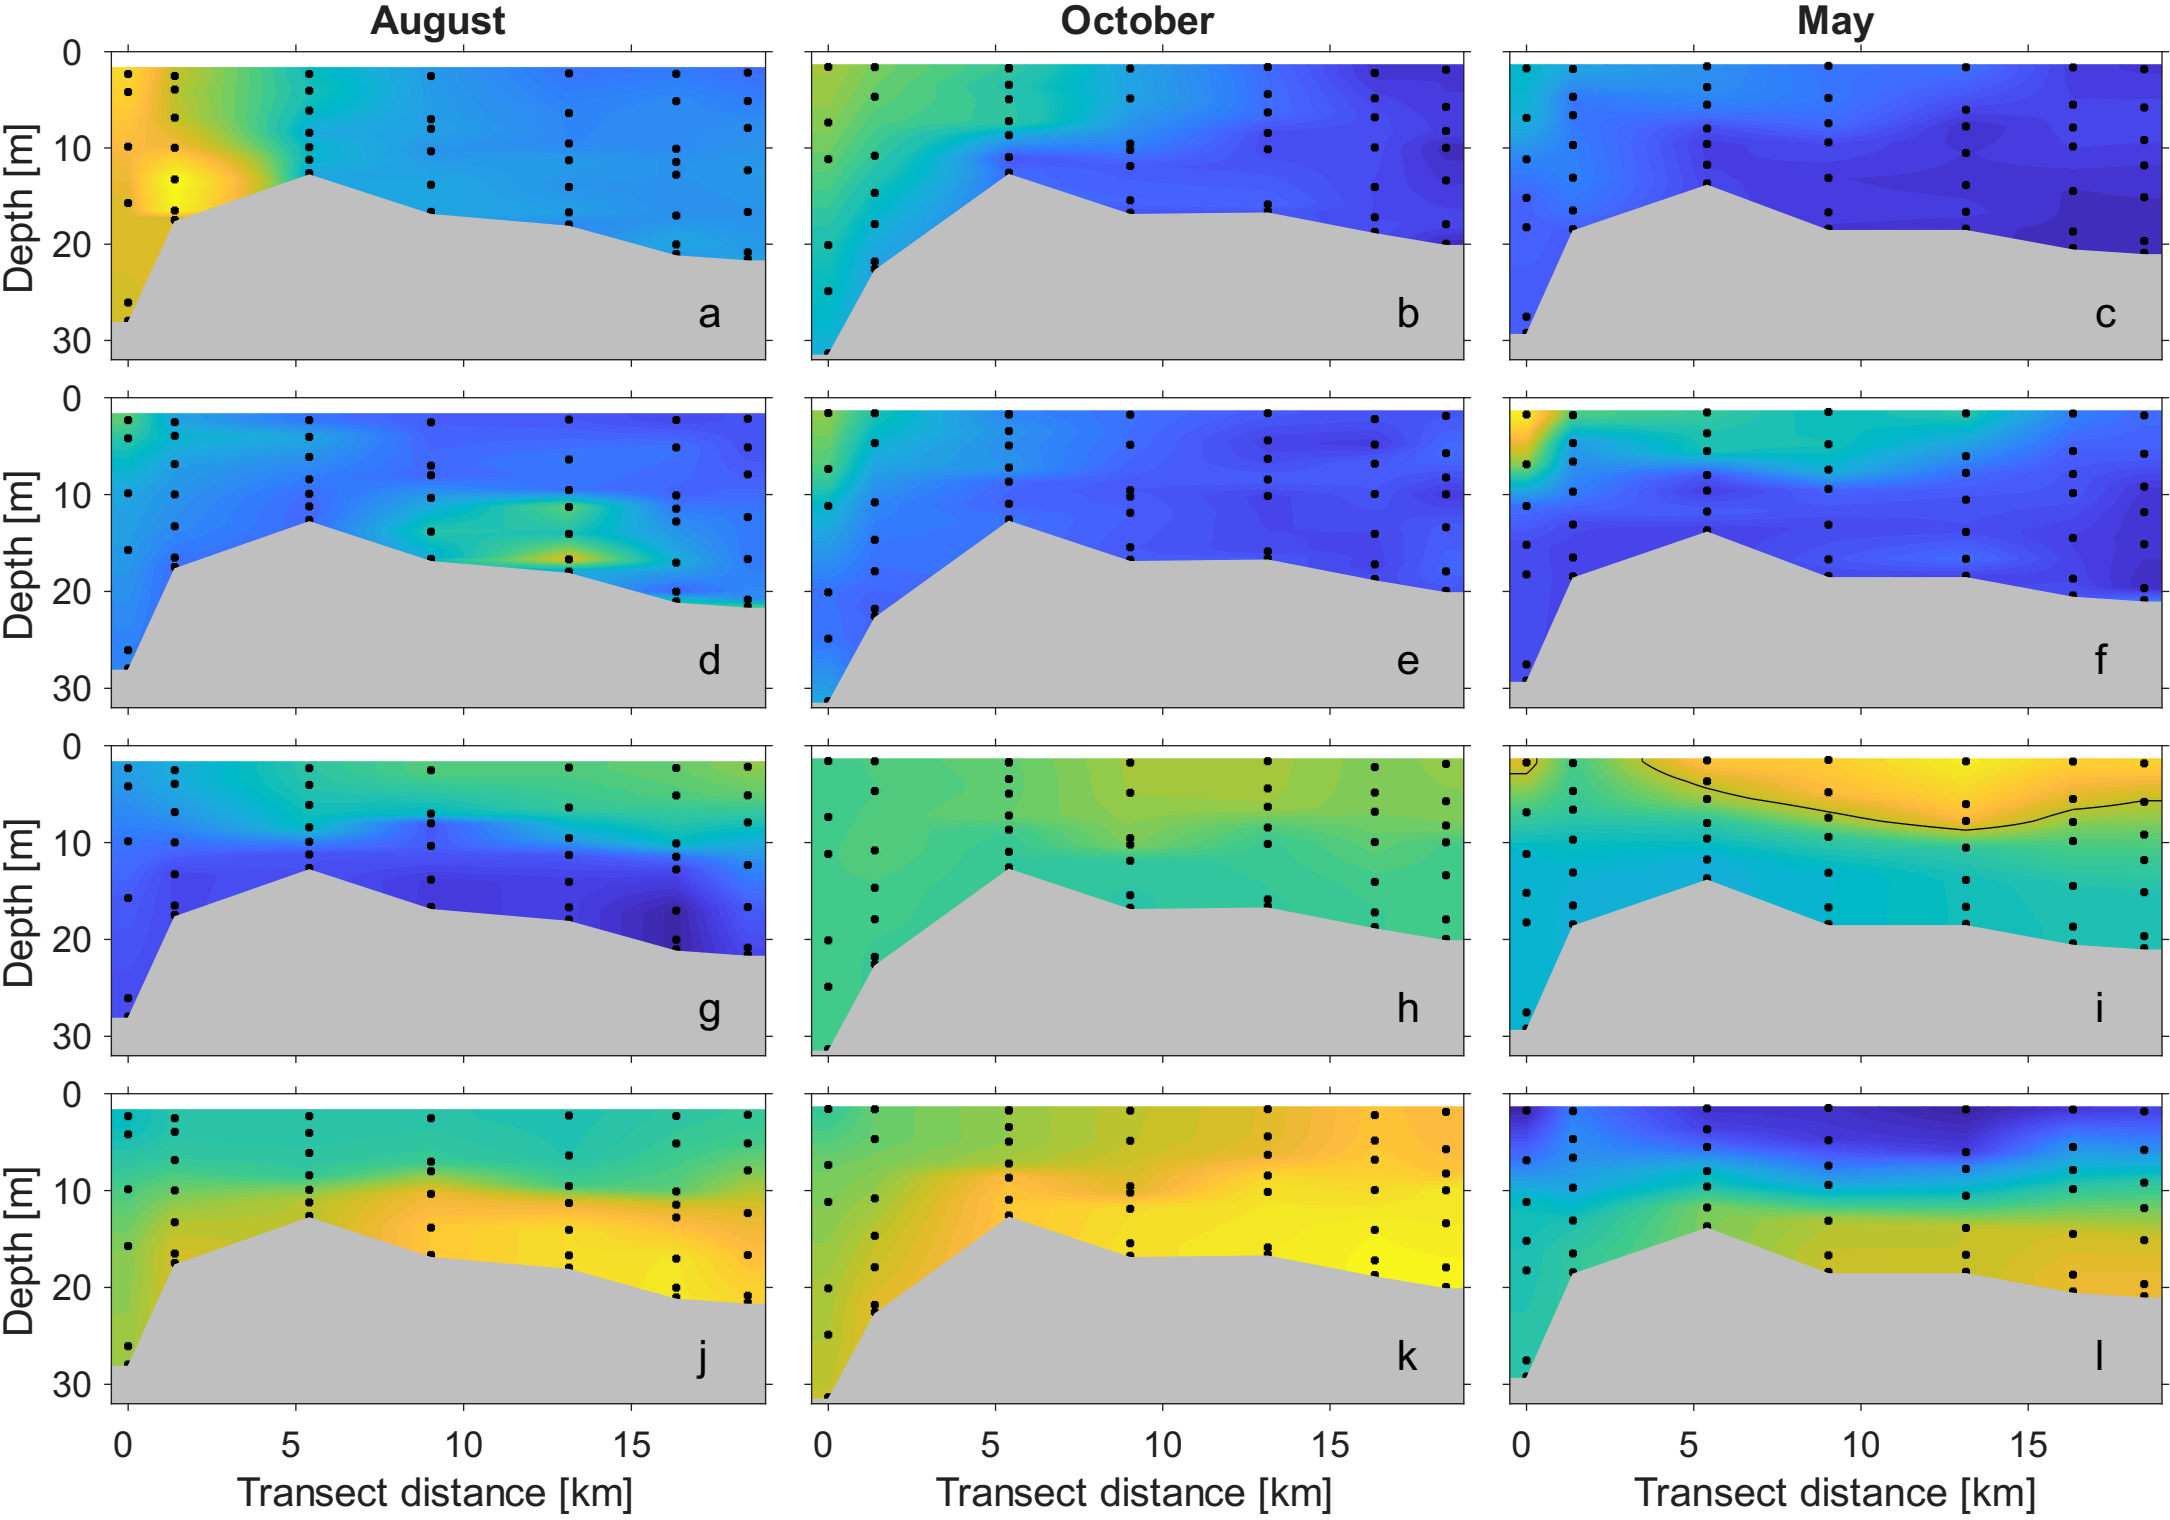 August October May
0
10
20
30
Depth [m]
a b c
0
10
20
30
Depth [m]
d e f
0
10
20
30
Depth [m]
g h i
0
10
20
30
Depth [m]
j k l
0 5 10 15 0 5 10 15 0 5 10 15
Transect distance [km] Transect distance [km] Transect distance [km]